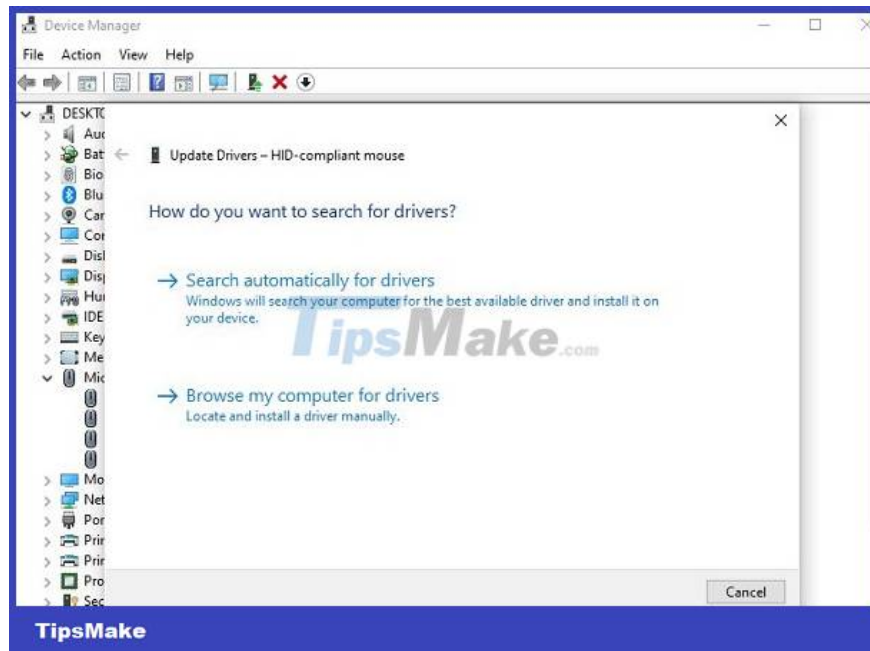 Device Manager
File Action View Help
DESKTO
Auc
Bat
Update Drivers – HID-compliant mouse
Bio
Blu
How do you want to search for drivers?
Car
Cor
Disl
Disp
Search automatically for drivers
Hui
Windows will search your computer for the best available driver and install it on
IDE
your device.
Key
TipsMake.com
Me
Mic
Browse my computer for drivers
Locate and install a driver manually.
Mo
Net
Por
Prir
Prir
Pro
Cancel
Sec
TipsMake